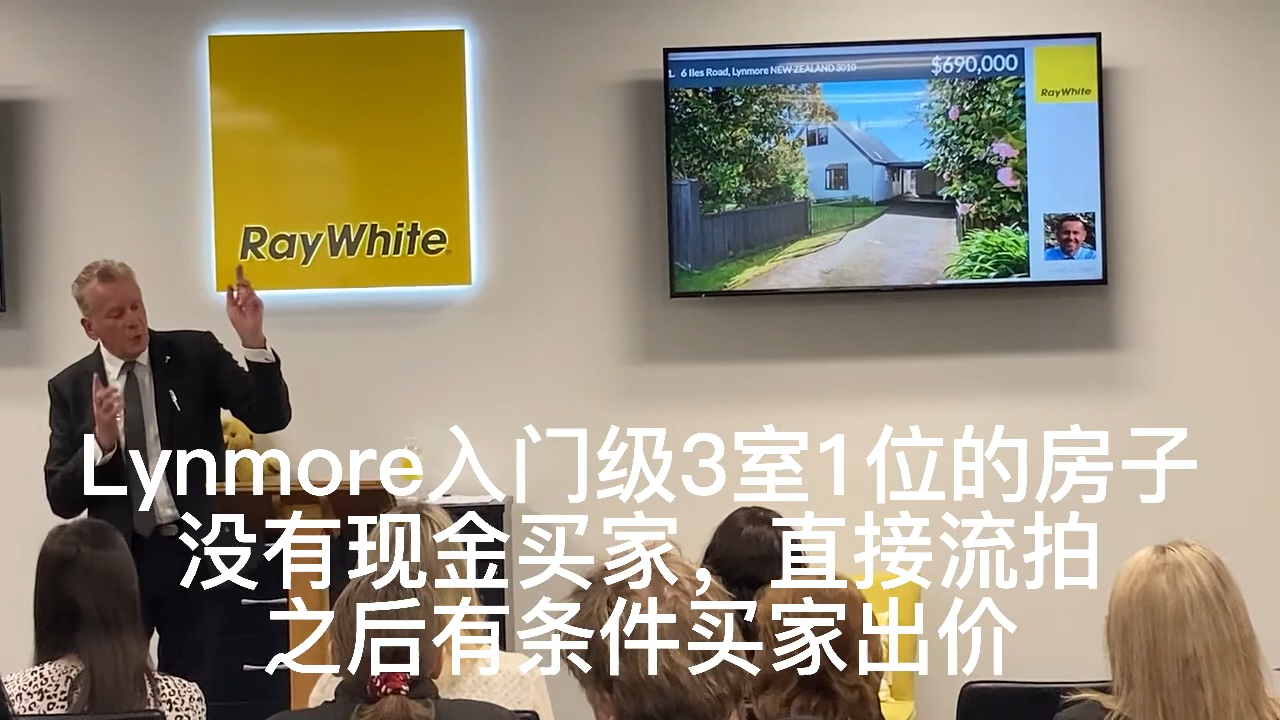 RayWhite
1. 6 Iles Road, Lynmore NEW ZEALAND 3010
$690,000
RayWhite
Lynmore入门级3室1位的房子
没有现金买家，直接流拍
之后有条件买家出价